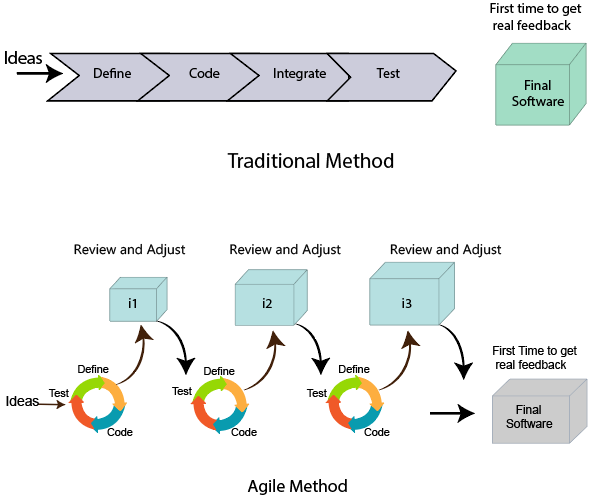 First time to get
real feedback
Ideas
Define
Code
Integrate
Test
Final
Software
Traditional Method
Review and Adjust
Review and Adjust
Review and Adjust
i1
i2
i3
First Time to get
real feedback
Ideas
Define
Test
Code
Define
Test
Code
Define
Test
Code
Final
Software
Agile Method